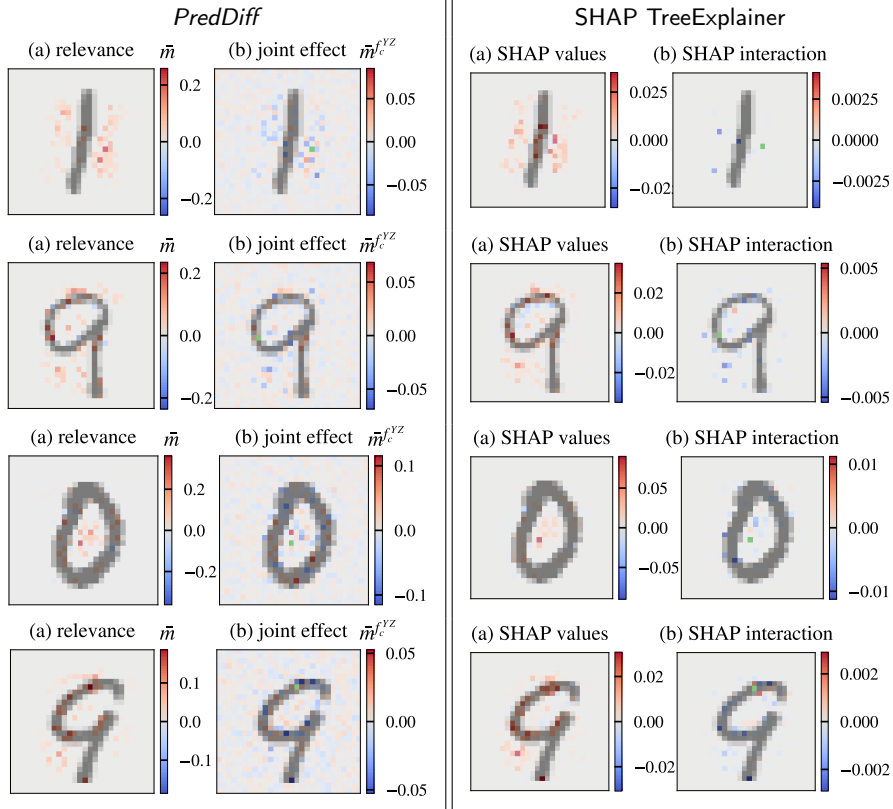 PredDiff
SHAP TreeExplainer
(a) relevance m̄
(b) joint effect m̄^{f_c^{YZ}}
(a) SHAP values
(b) SHAP interaction
0.2
0.0
−0.2
0.05
0.00
−0.05
0.025
0.000
−0.02
0.0025
0.0000
−0.0025
(a) relevance m̄
(b) joint effect m̄^{f_c^{YZ}}
(a) SHAP values
(b) SHAP interaction
0.2
0.0
−0.2
0.05
0.00
−0.05
0.02
0.00
−0.02
0.005
0.000
−0.005
(a) relevance m̄
(b) joint effect m̄^{f_c^{YZ}}
(a) SHAP values
(b) SHAP interaction
0.2
0.0
−0.2
0.1
0.0
−0.1
0.05
0.00
−0.05
0.01
0.00
−0.01
(a) relevance m̄
(b) joint effect m̄^{f_c^{YZ}}
(a) SHAP values
(b) SHAP interaction
0.1
0.0
−0.1
0.05
0.00
−0.05
0.02
0.00
−0.02
0.002
0.000
−0.002